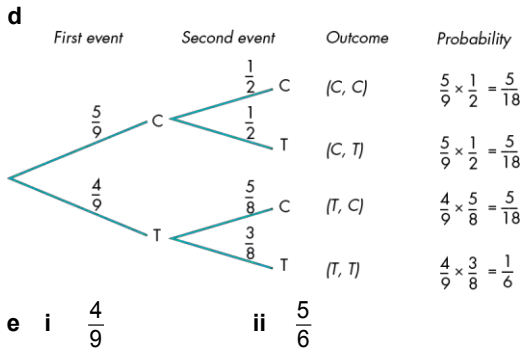 d
First event Second event Outcome Probability
1/2 C (C, C) 5/9 × 1/2 = 5/18
5/9 C
1/2 T (C, T) 5/9 × 1/2 = 5/18
4/9 T
5/8 C (T, C) 4/9 × 5/8 = 5/18
3/8 T (T, T) 4/9 × 3/8 = 1/6
e i 4/9 ii 5/6